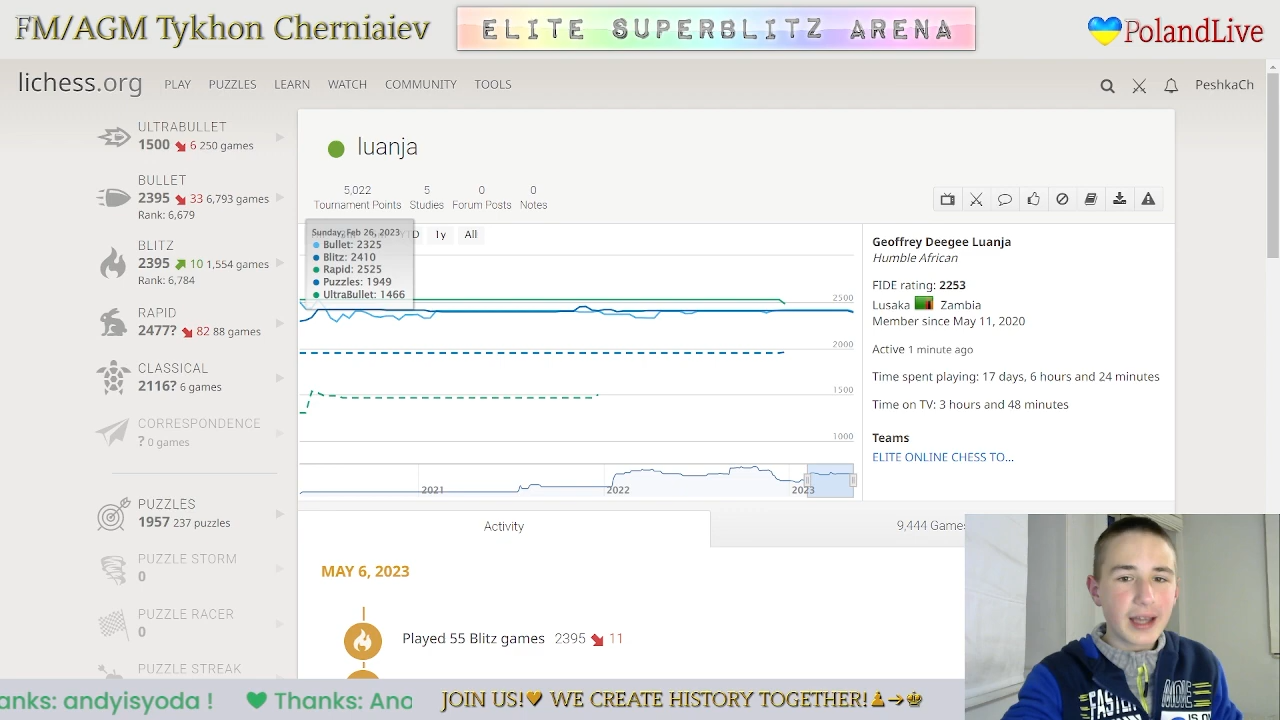 FM/AGM Tykhon Cherniaiev
ELITE SUPERBLITZ ARENA
PolandLive
lichess.org PLAY PUZZLES LEARN WATCH COMMUNITY TOOLS
PeshkaCh
ULTRABULLET
1500 6 250 games
BULLET
2395 33 6,793 games
Rank: 6,679
BLITZ
2395 10 1,554 games
Rank: 6,784
RAPID
2477? 82 88 games
CLASSICAL
2116? 6 games
CORRESPONDENCE
? 0 games
PUZZLES
1957 237 puzzles
PUZZLE STORM
0
PUZZLE RACER
0
PUZZLE STREAK
luanja
5,022 5 0 0
Tournament Points Studies Forum Posts Notes
Sunday, Feb 26, 2023
Bullet: 2325
Blitz: 2410
Rapid: 2525
Puzzles: 1949
UltraBullet: 1466
1y All
2500
2000
1500
1000
2021 2022 2023
Geoffrey Deegee Luanja
Humble African
FIDE rating: 2253
Lusaka Zambia
Member since May 11, 2020
Active 1 minute ago
Time spent playing: 17 days, 6 hours and 24 minutes
Time on TV: 3 hours and 48 minutes
Teams
ELITE ONLINE CHESS TO...
Activity
9,444 Games
MAY 6, 2023
Played 55 Blitz games 2395 11
anks: andyisyoda ! Thanks: And
JOIN US! WE CREATE HISTORY TOGETHER!